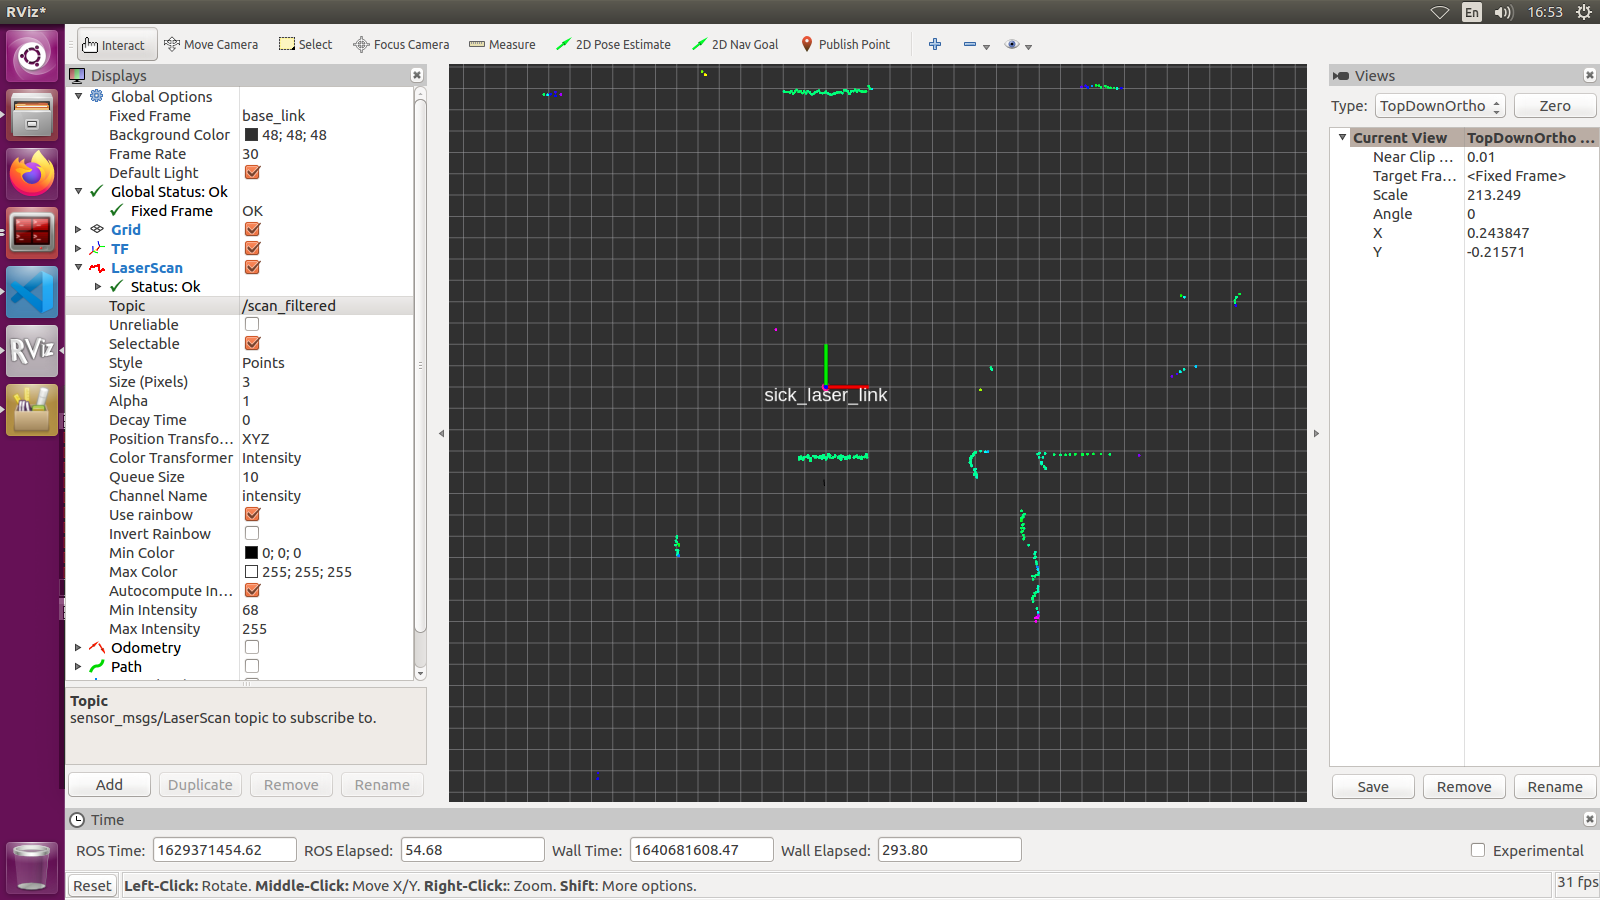 RViz*
En
16:53
Interact
Move Camera
Select
Focus Camera
Measure
2D Pose Estimate
2D Nav Goal
Publish Point
Displays
Global Options
Fixed Frame base_link
Background Color 48; 48; 48
Frame Rate 30
Default Light
Global Status: Ok
Fixed Frame OK
Grid
TF
LaserScan
Status: Ok
Topic /scan_filtered
Unreliable
Selectable
Style Points
Size (Pixels) 3
Alpha 1
Decay Time 0
Position Transfo... XYZ
Color Transformer Intensity
Queue Size 10
Channel Name intensity
Use rainbow
Invert Rainbow
Min Color 0; 0; 0
Max Color 255; 255; 255
Autocompute In...
Min Intensity 68
Max Intensity 255
Odometry
Path
Topic
sensor_msgs/LaserScan topic to subscribe to.
Add
Duplicate
Remove
Rename
sick_laser_link
Views
Type: TopDownOrtho Zero
Current View TopDownOrtho ...
Near Clip ... 0.01
Target Fra... <Fixed Frame>
Scale 213.249
Angle 0
X 0.243847
Y -0.21571
Save
Remove
Rename
Time
ROS Time: 1629371454.62 ROS Elapsed: 54.68 Wall Time: 1640681608.47 Wall Elapsed: 293.80 Experimental
Reset Left-Click: Rotate. Middle-Click: Move X/Y. Right-Click:: Zoom. Shift: More options. 31 fps
RViz